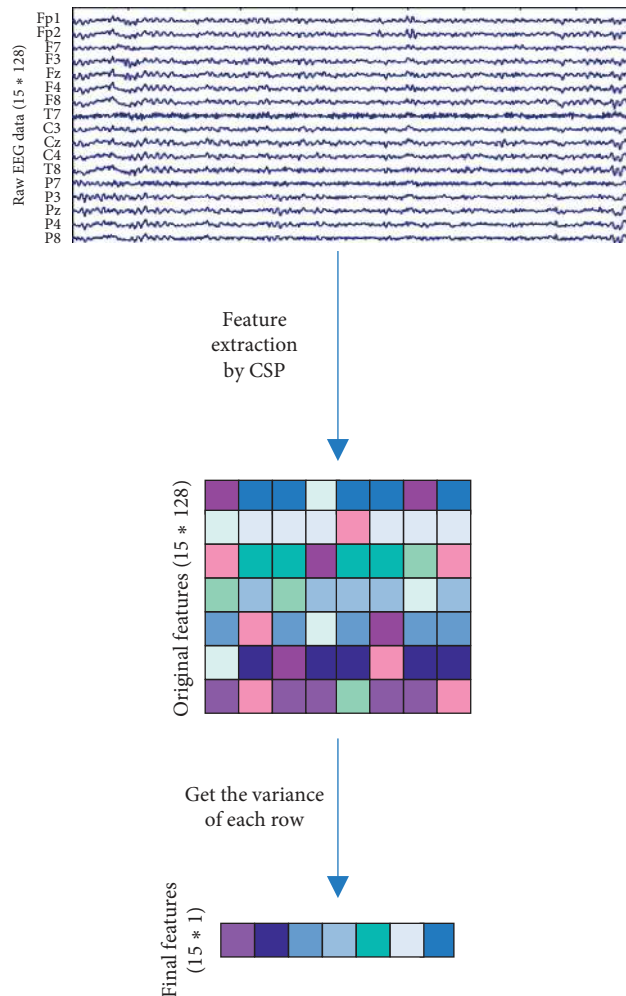 Raw EEG data (15 * 128)
Fp1
Fp2
F7
F3
Fz
F4
F8
T7
C3
Cz
C4
T8
P7
P3
Pz
P4
P8
Feature
extraction
by CSP
Original features (15 * 128)
Get the variance
of each row
Final features
(15 * 1)